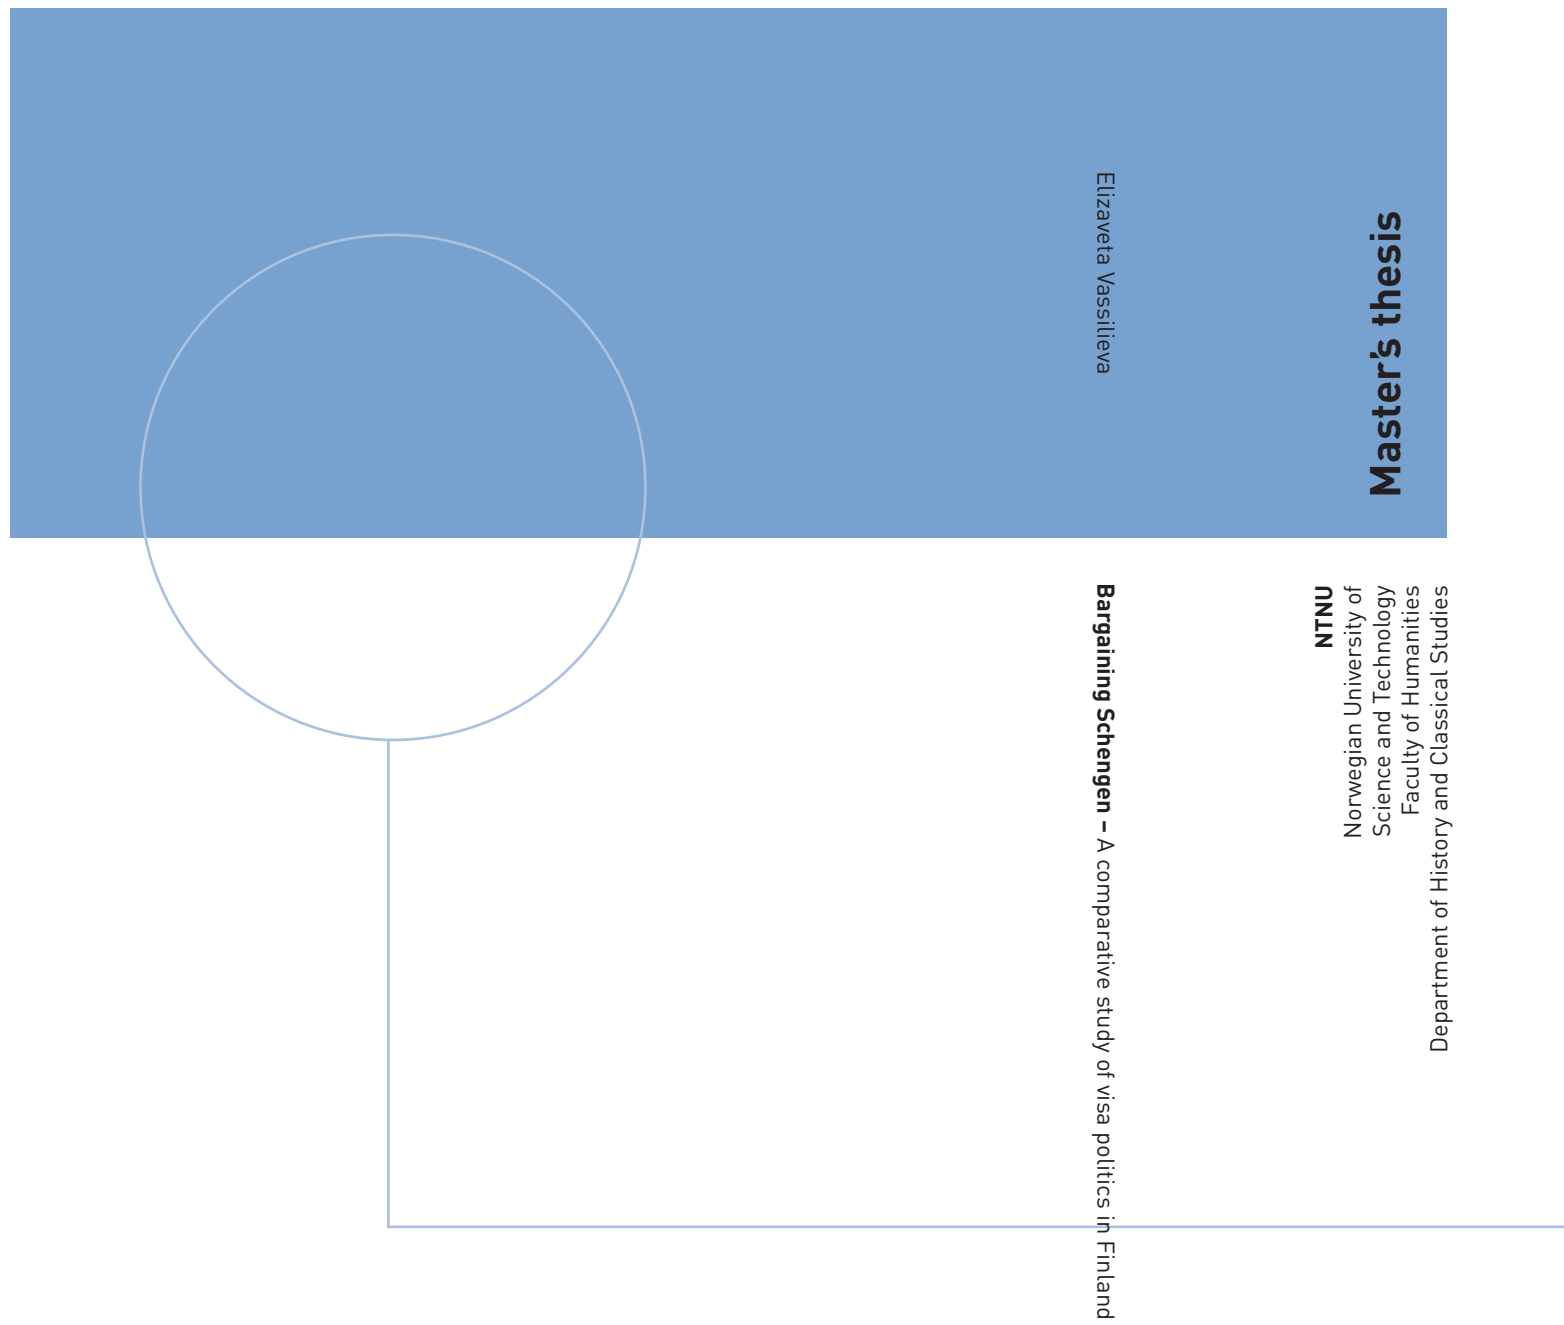 Elizaveta Vassilieva
Bargaining Schengen – A comparative study of visa politics in Finland
Master's thesis
NTNU
Norwegian University of
Science and Technology
Faculty of Humanities
Department of History and Classical Studies